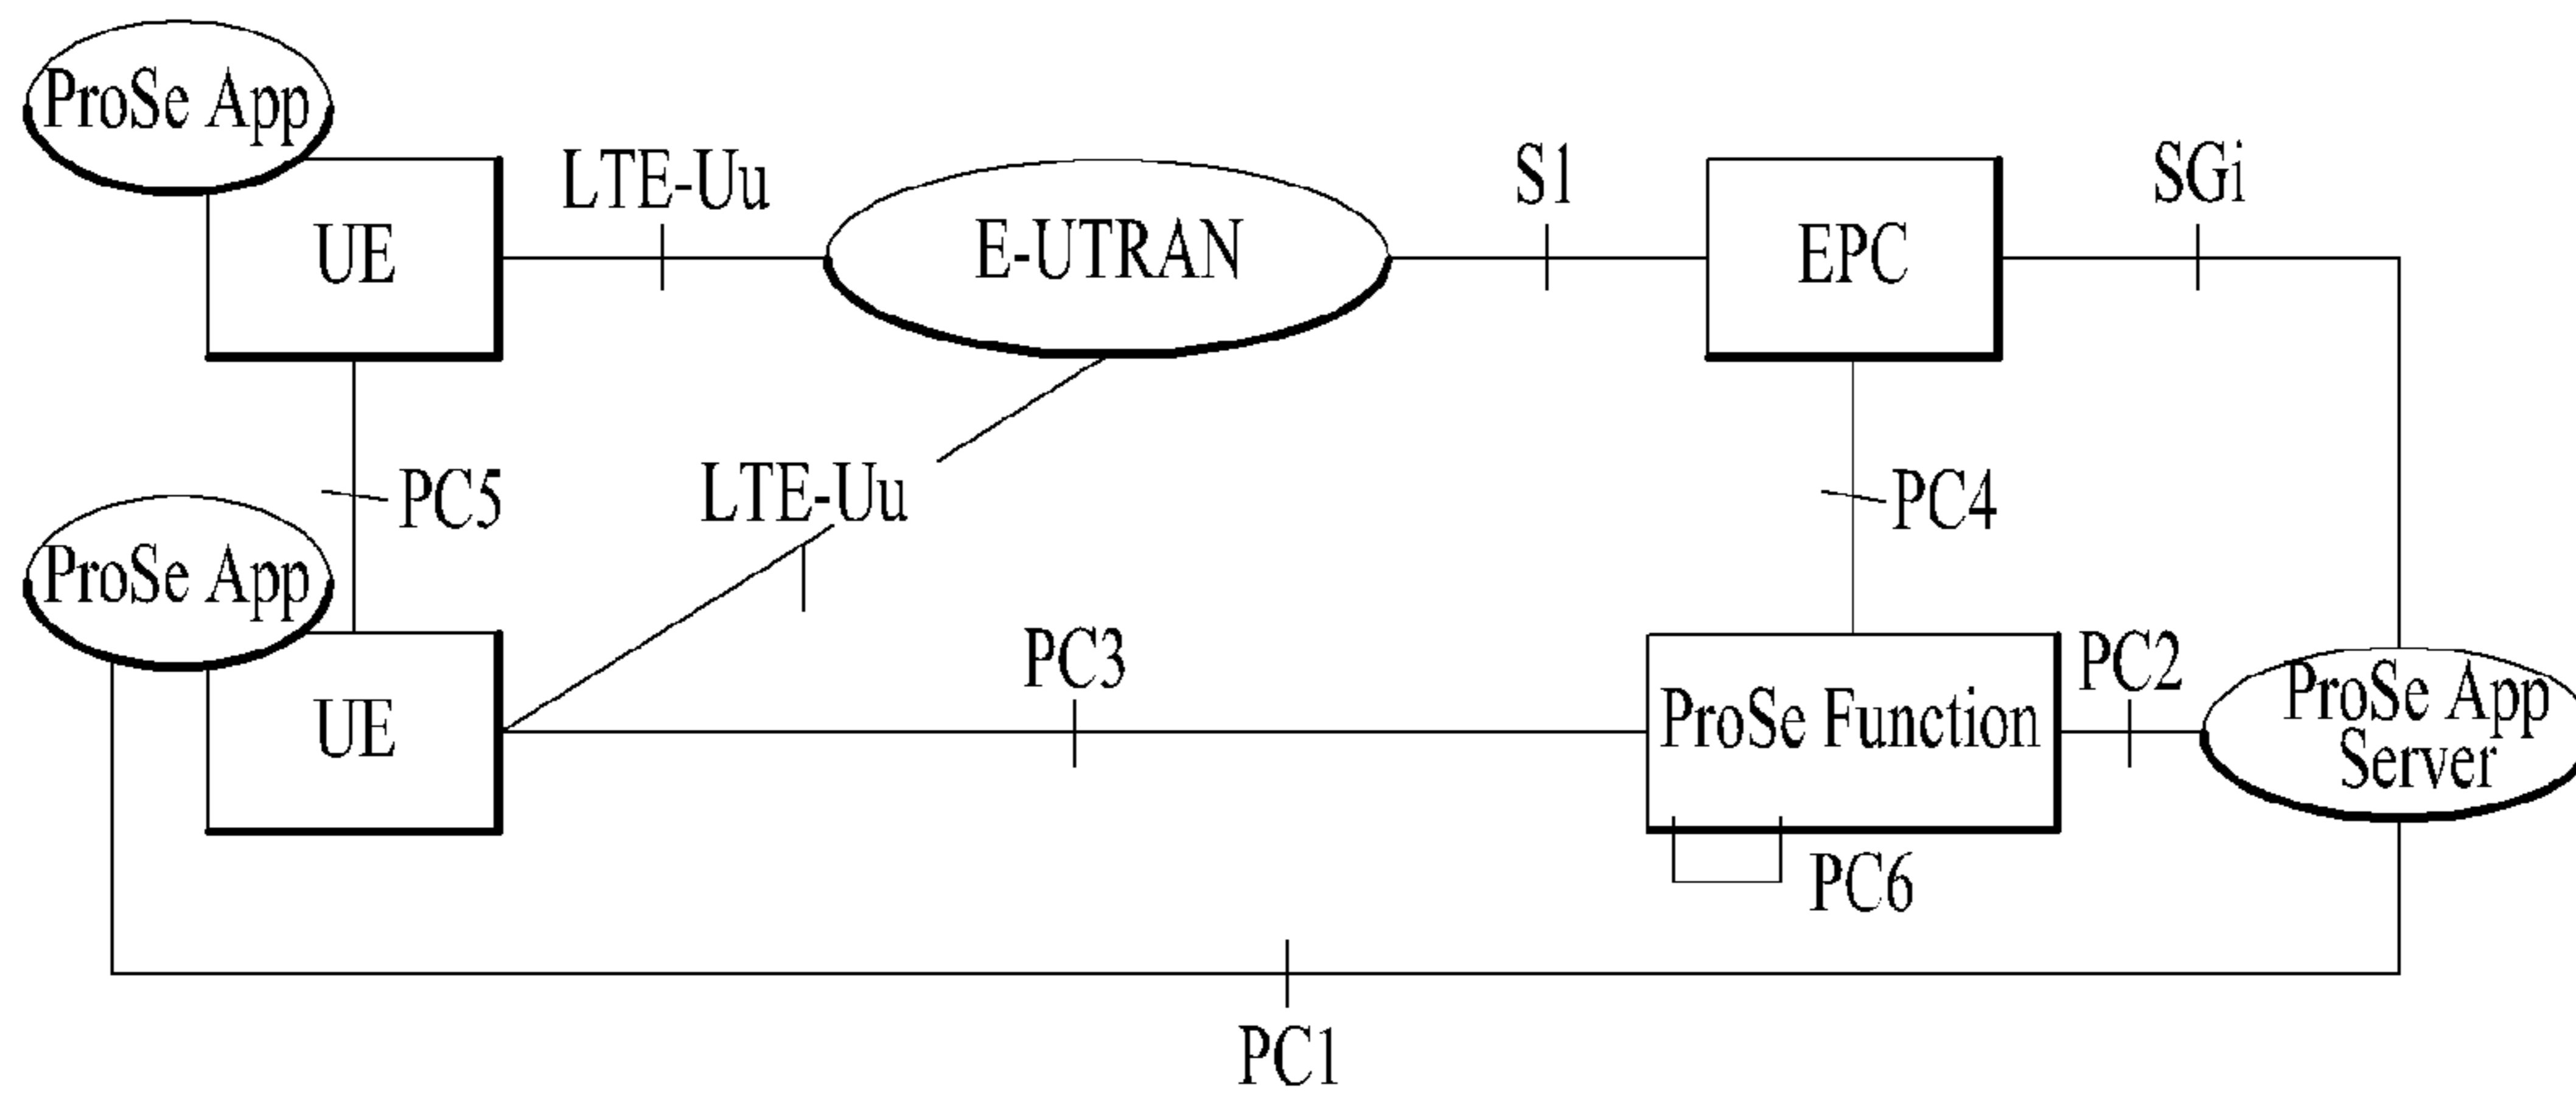 ProSe App
LTE-Uu
S1
SGi
UE
E-UTRAN
EPC
PC5
LTE-Uu
PC4
ProSe App
PC3
PC2
UE
ProSe Function
ProSe App
Server
PC6
PC1